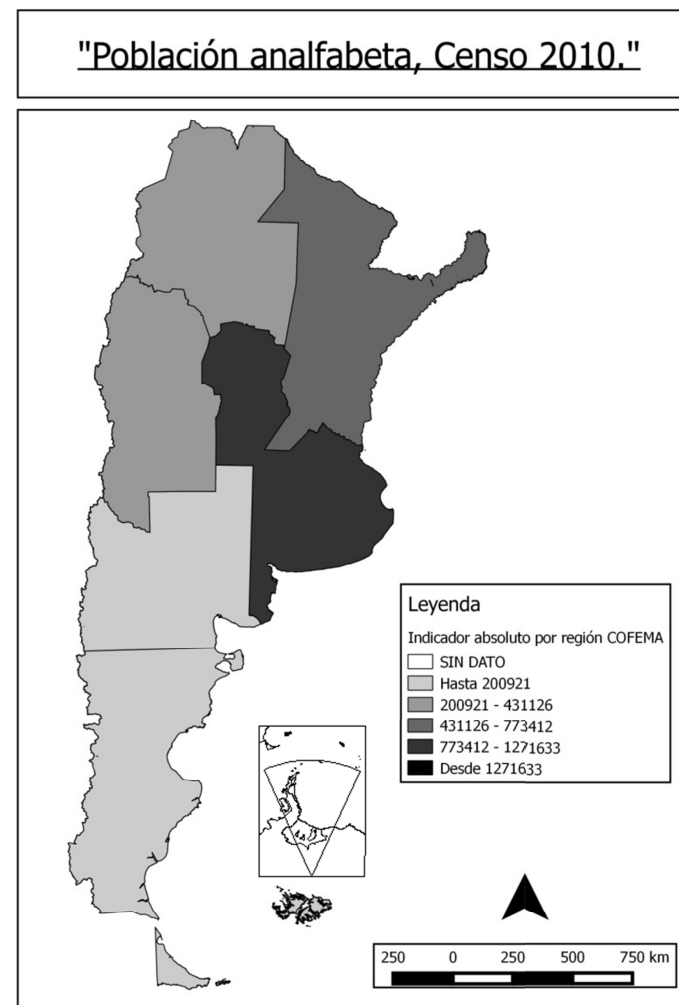 "Población analfabeta, Censo 2010."
Leyenda
Indicador absoluto por región COFEMA
SIN DATO
Hasta 200921
200921 - 431126
431126 - 773412
773412 - 1271633
Desde 1271633
250 0 250 500 750 km